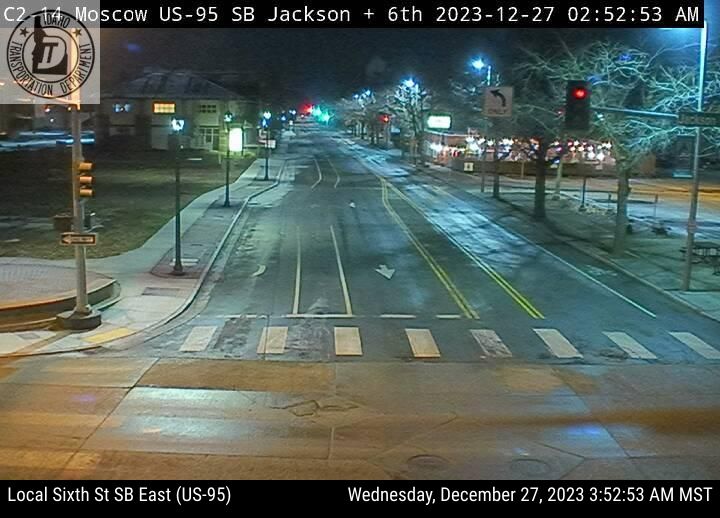 C2-14 Moscow US-95 SB Jackson + 6th 2023-12-27 02:52:53 AM
IDAHO
TRANSPORTATION DEPARTMENT
ONLY
Local Sixth St SB East (US-95)
Wednesday, December 27, 2023 3:52:53 AM MST